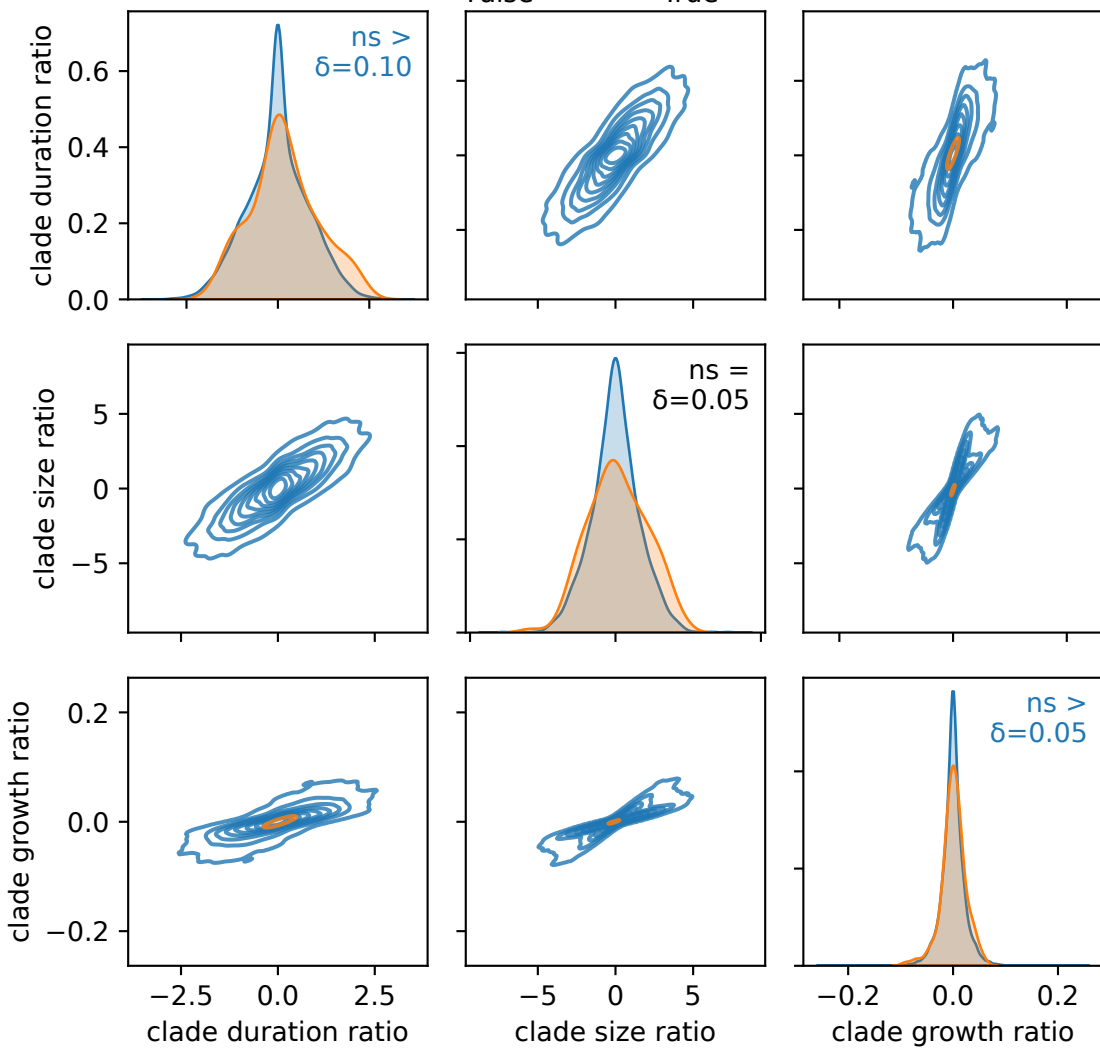 clade duration ratio
0.6
0.4
0.2
0.0
ns >
δ=0.10
clade size ratio
5
0
−5
ns =
δ=0.05
clade growth ratio
0.2
0.0
−0.2
ns >
δ=0.05
−2.5 0.0 2.5
−5 0 5
−0.2 0.0 0.2
clade duration ratio
clade size ratio
clade growth ratio